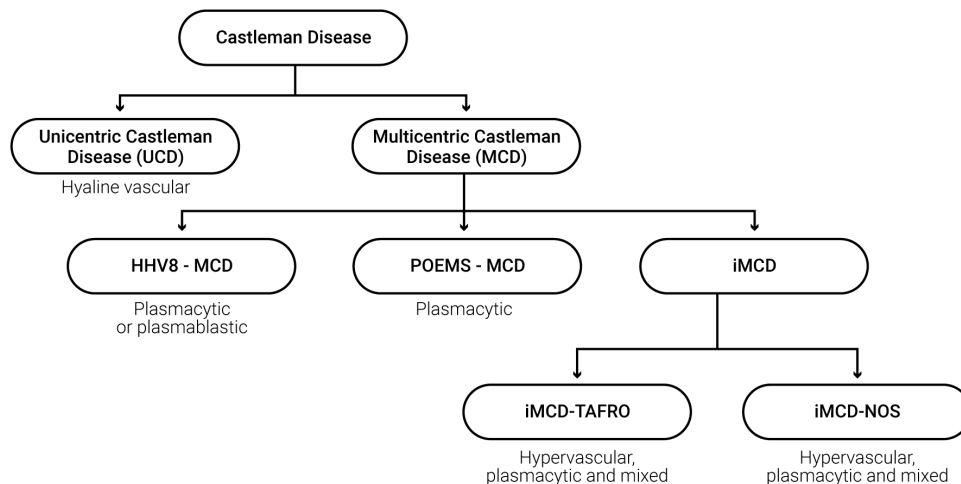 Castleman Disease
Unicentric Castleman
Disease (UCD)
Hyaline vascular
Multicentric Castleman
Disease (MCD)
HHV8 - MCD
Plasmacytic
or plasmablastic
POEMS - MCD
Plasmacytic
iMCD
iMCD-TAFRO
Hypervascular,
plasmacytic and mixed
iMCD-NOS
Hypervascular,
plasmacytic and mixed